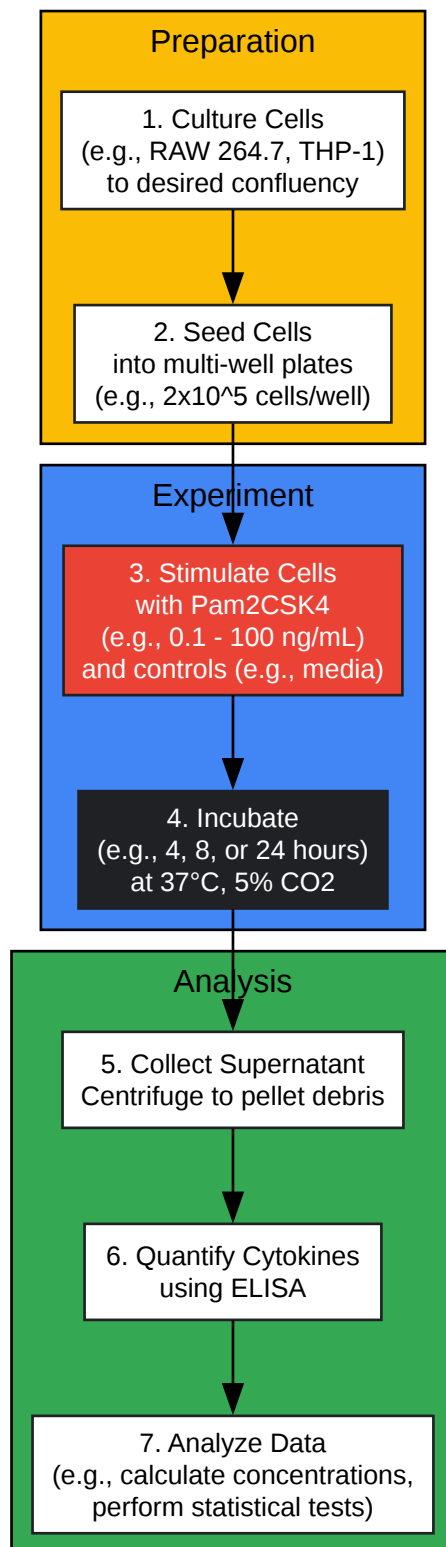 Preparation
1. Culture Cells
(e.g., RAW 264.7, THP-1)
to desired confluency
2. Seed Cells
into multi-well plates
(e.g., 2x10^5 cells/well)
Experiment
3. Stimulate Cells
with Pam2CSK4
(e.g., 0.1 - 100 ng/mL)
and controls (e.g., media)
4. Incubate
(e.g., 4, 8, or 24 hours)
at 37°C, 5% CO2
Analysis
5. Collect Supernatant
Centrifuge to pellet debris
6. Quantify Cytokines
using ELISA
7. Analyze Data
(e.g., calculate concentrations,
perform statistical tests)